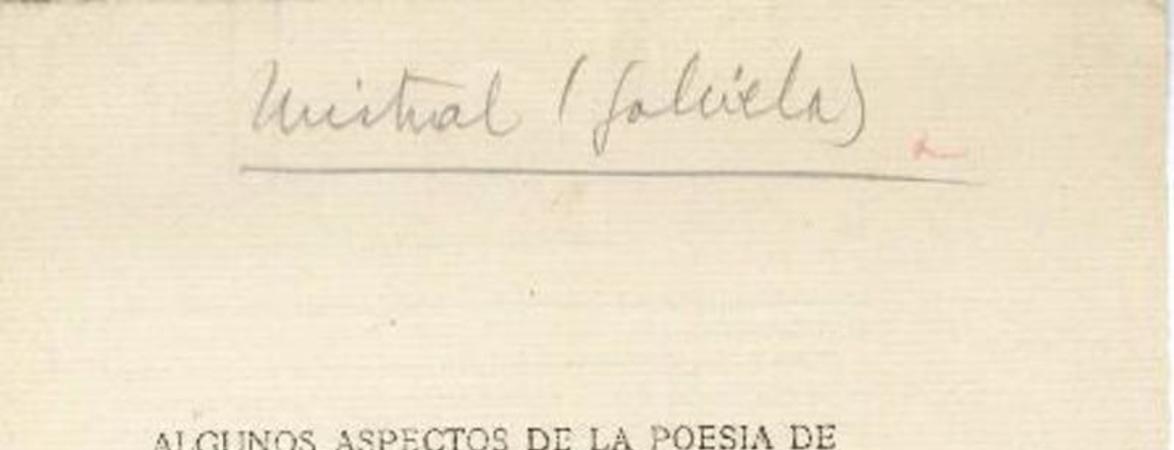 Mistral (Gabriela)
ALGUNOS ASPECTOS DE LA POESIA DE